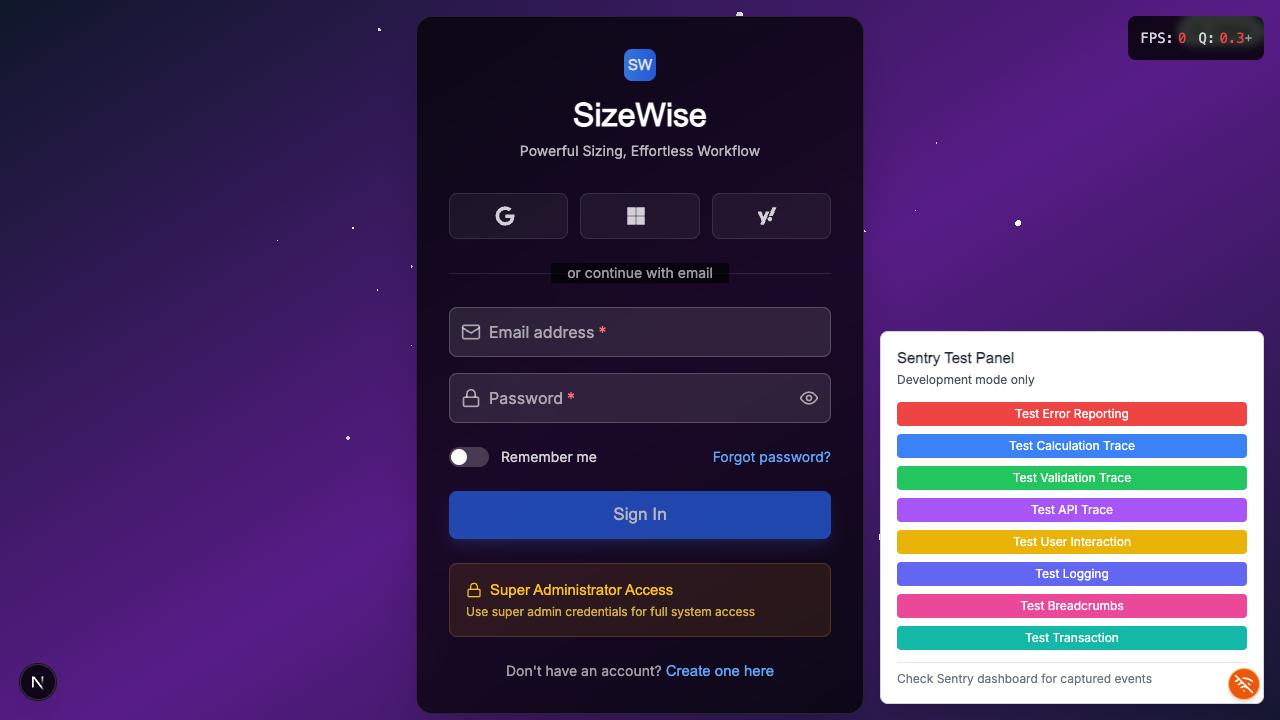 FPS: 0 Q: 0.3+
SW
SizeWise
Powerful Sizing, Effortless Workflow
or continue with email
Email address *
Password *
Remember me
Forgot password?
Sign In
Super Administrator Access
Use super admin credentials for full system access
Don't have an account? Create one here
Sentry Test Panel
Development mode only
Test Error Reporting
Test Calculation Trace
Test Validation Trace
Test API Trace
Test User Interaction
Test Logging
Test Breadcrumbs
Test Transaction
Check Sentry dashboard for captured events
N